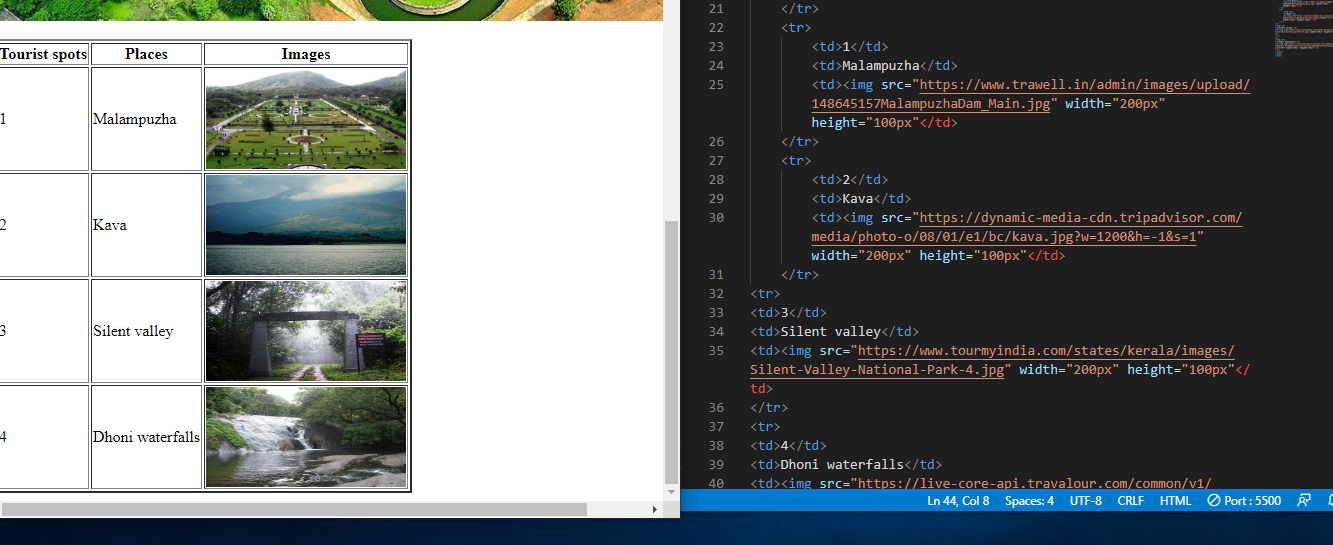 Tourist spots Places Images
1 Malampuzha
2 Kava
3 Silent valley
4 Dhoni waterfalls
21 </tr>
22 <tr>
23 <td>1</td>
24 <td>Malampuzha</td>
25 <td><img src="https://www.trawell.in/admin/images/upload/
148645157MalampuzhaDam_Main.jpg" width="200px"
height="100px"</td>
26 </tr>
27 <tr>
28 <td>2</td>
29 <td>Kava</td>
30 <td><img src="https://dynamic-media-cdn.tripadvisor.com/
media/photo-o/08/01/e1/bc/kava.jpg?w=1200&h=-1&s=1"
width="200px" height="100px"</td>
31 </tr>
32 <tr>
33 <td>3</td>
34 <td>Silent valley</td>
35 <td><img src="https://www.tourmyindia.com/states/kerala/images/
Silent-Valley-National-Park-4.jpg" width="200px" height="100px"</
td>
36 </tr>
37 <tr>
38 <td>4</td>
39 <td>Dhoni waterfalls</td>
40 <td><img src="https://live-core-api.travalour.com/common/v1/
Ln 44, Col 8 Spaces: 4 UTF-8 CRLF HTML Port : 5500